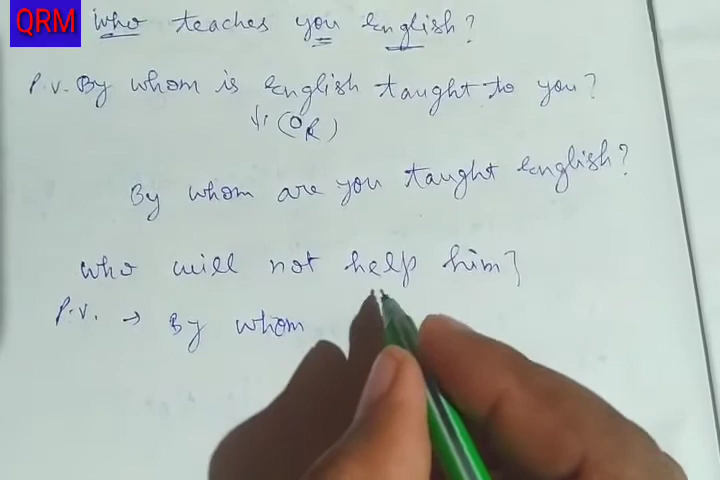 QRM
Who teaches you English?
P.V. By whom is English taught to you?
(OR)
By whom are you taught English?
Who will not help him?
P.V. → By whom